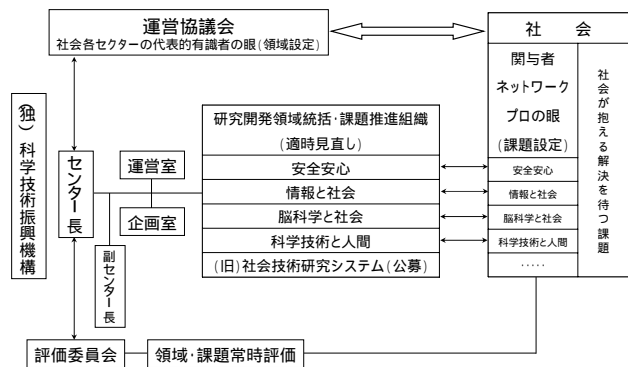 運営協議会
社会各セクターの代表的有識者の眼(領域設定)
社　会
関与者
ネットワーク
プロの眼
(課題設定)
安全安心
情報と社会
脳科学と社会
科学技術と人間
・・・・・
社会が抱える解決を待つ課題
(独)科学技術振興機構
センター長
運営室
企画室
副センター長
研究開発領域統括・課題推進組織
(適時見直し)
安全安心
情報と社会
脳科学と社会
科学技術と人間
(旧)社会技術研究システム(公募)
評価委員会
領域・課題常時評価